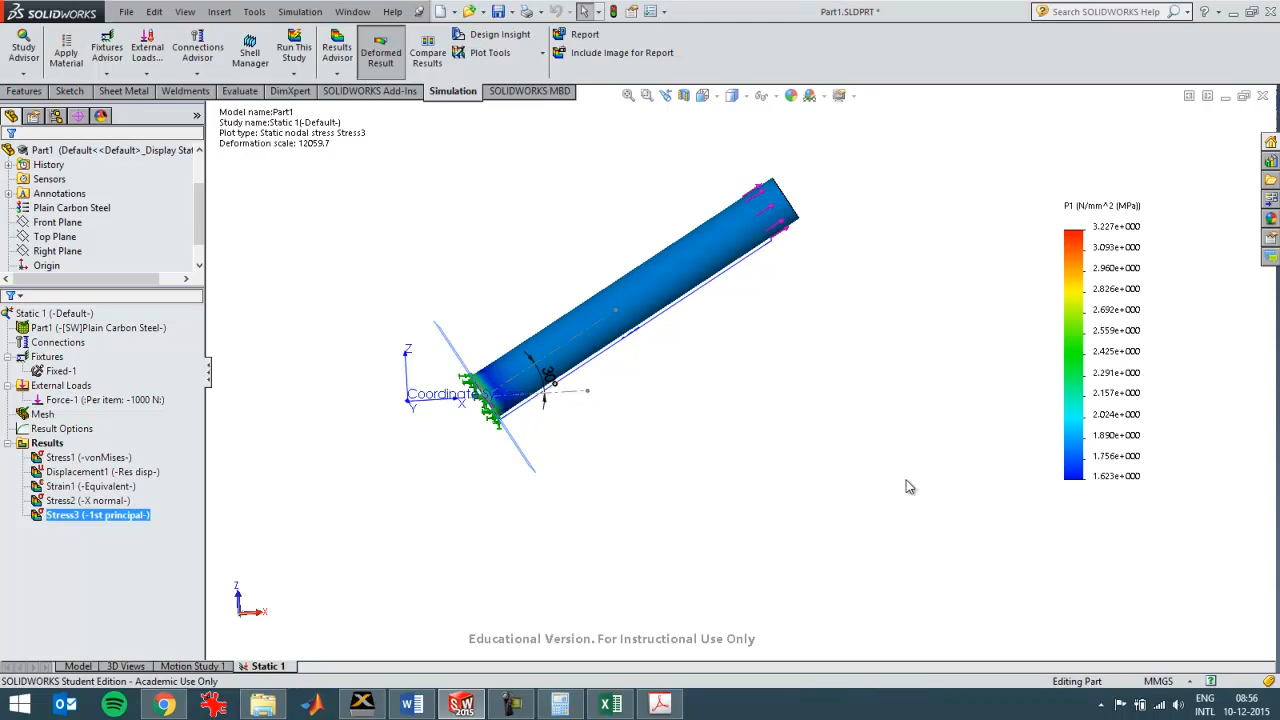 SOLIDWORKS
File Edit View Insert Tools Simulation Window Help
Part1.SLDPRT *
Search SOLIDWORKS Help
Study Advisor
Apply Material
Fixtures Advisor
External Loads...
Connections Advisor
Shell Manager
Run This Study
Results Advisor
Deformed Result
Compare Results
Design Insight
Plot Tools
Report
Include Image for Report
Features Sketch Sheet Metal Weldments Evaluate DimXpert SOLIDWORKS Add-Ins Simulation SOLIDWORKS MBD
Part1 (Default<<Default>_Display Stat
History
Sensors
Annotations
Plain Carbon Steel
Front Plane
Top Plane
Right Plane
Origin
Static 1 (-Default-)
Part1 (-[SW]Plain Carbon Steel-)
Connections
Fixtures
Fixed-1
External Loads
Force-1 (:Per item: -1000 N:)
Mesh
Result Options
Results
Stress1 (-vonMises-)
Displacement1 (-Res disp-)
Strain1 (-Equivalent-)
Stress2 (-X normal-)
Stress3 (-1st principal-)
Model name:Part1
Study name:Static 1(-Default-)
Plot type: Static nodal stress Stress3
Deformation scale: 12059.7
30°
Z
X
Y
P1 (N/mm^2 (MPa))
3.227e+000
3.093e+000
2.960e+000
2.826e+000
2.692e+000
2.559e+000
2.425e+000
2.291e+000
2.157e+000
2.024e+000
1.890e+000
1.756e+000
1.623e+000
Z
X
Educational Version. For Instructional Use Only
Model 3D Views Motion Study 1 Static 1
SOLIDWORKS Student Edition - Academic Use Only
Editing Part MMGS
ENG 08:56
INTL 10-12-2015